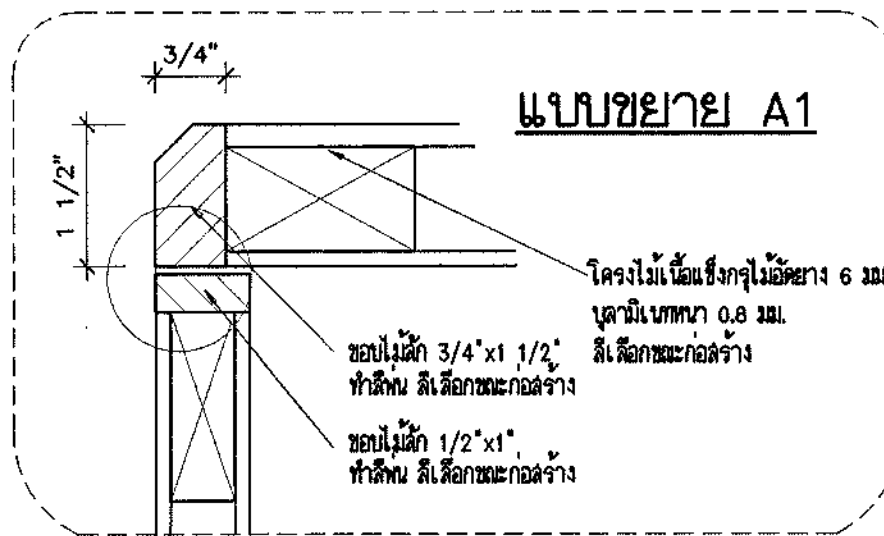 3/4"
แบบขยาย A1
1 1/2"
โครงไม้เนื้อแข็งกรุไม้อัดยาง 6 มม
บุลามิเนทหนา 0.8 มม.
สีเลือกขณะก่อสร้าง
ขอบไม้สัก 3/4"x1 1/2"
ทำสีพ่น สีเลือกขณะก่อสร้าง
ขอบไม้สัก 1/2"x1"
ทำสีพ่น สีเลือกขณะก่อสร้าง